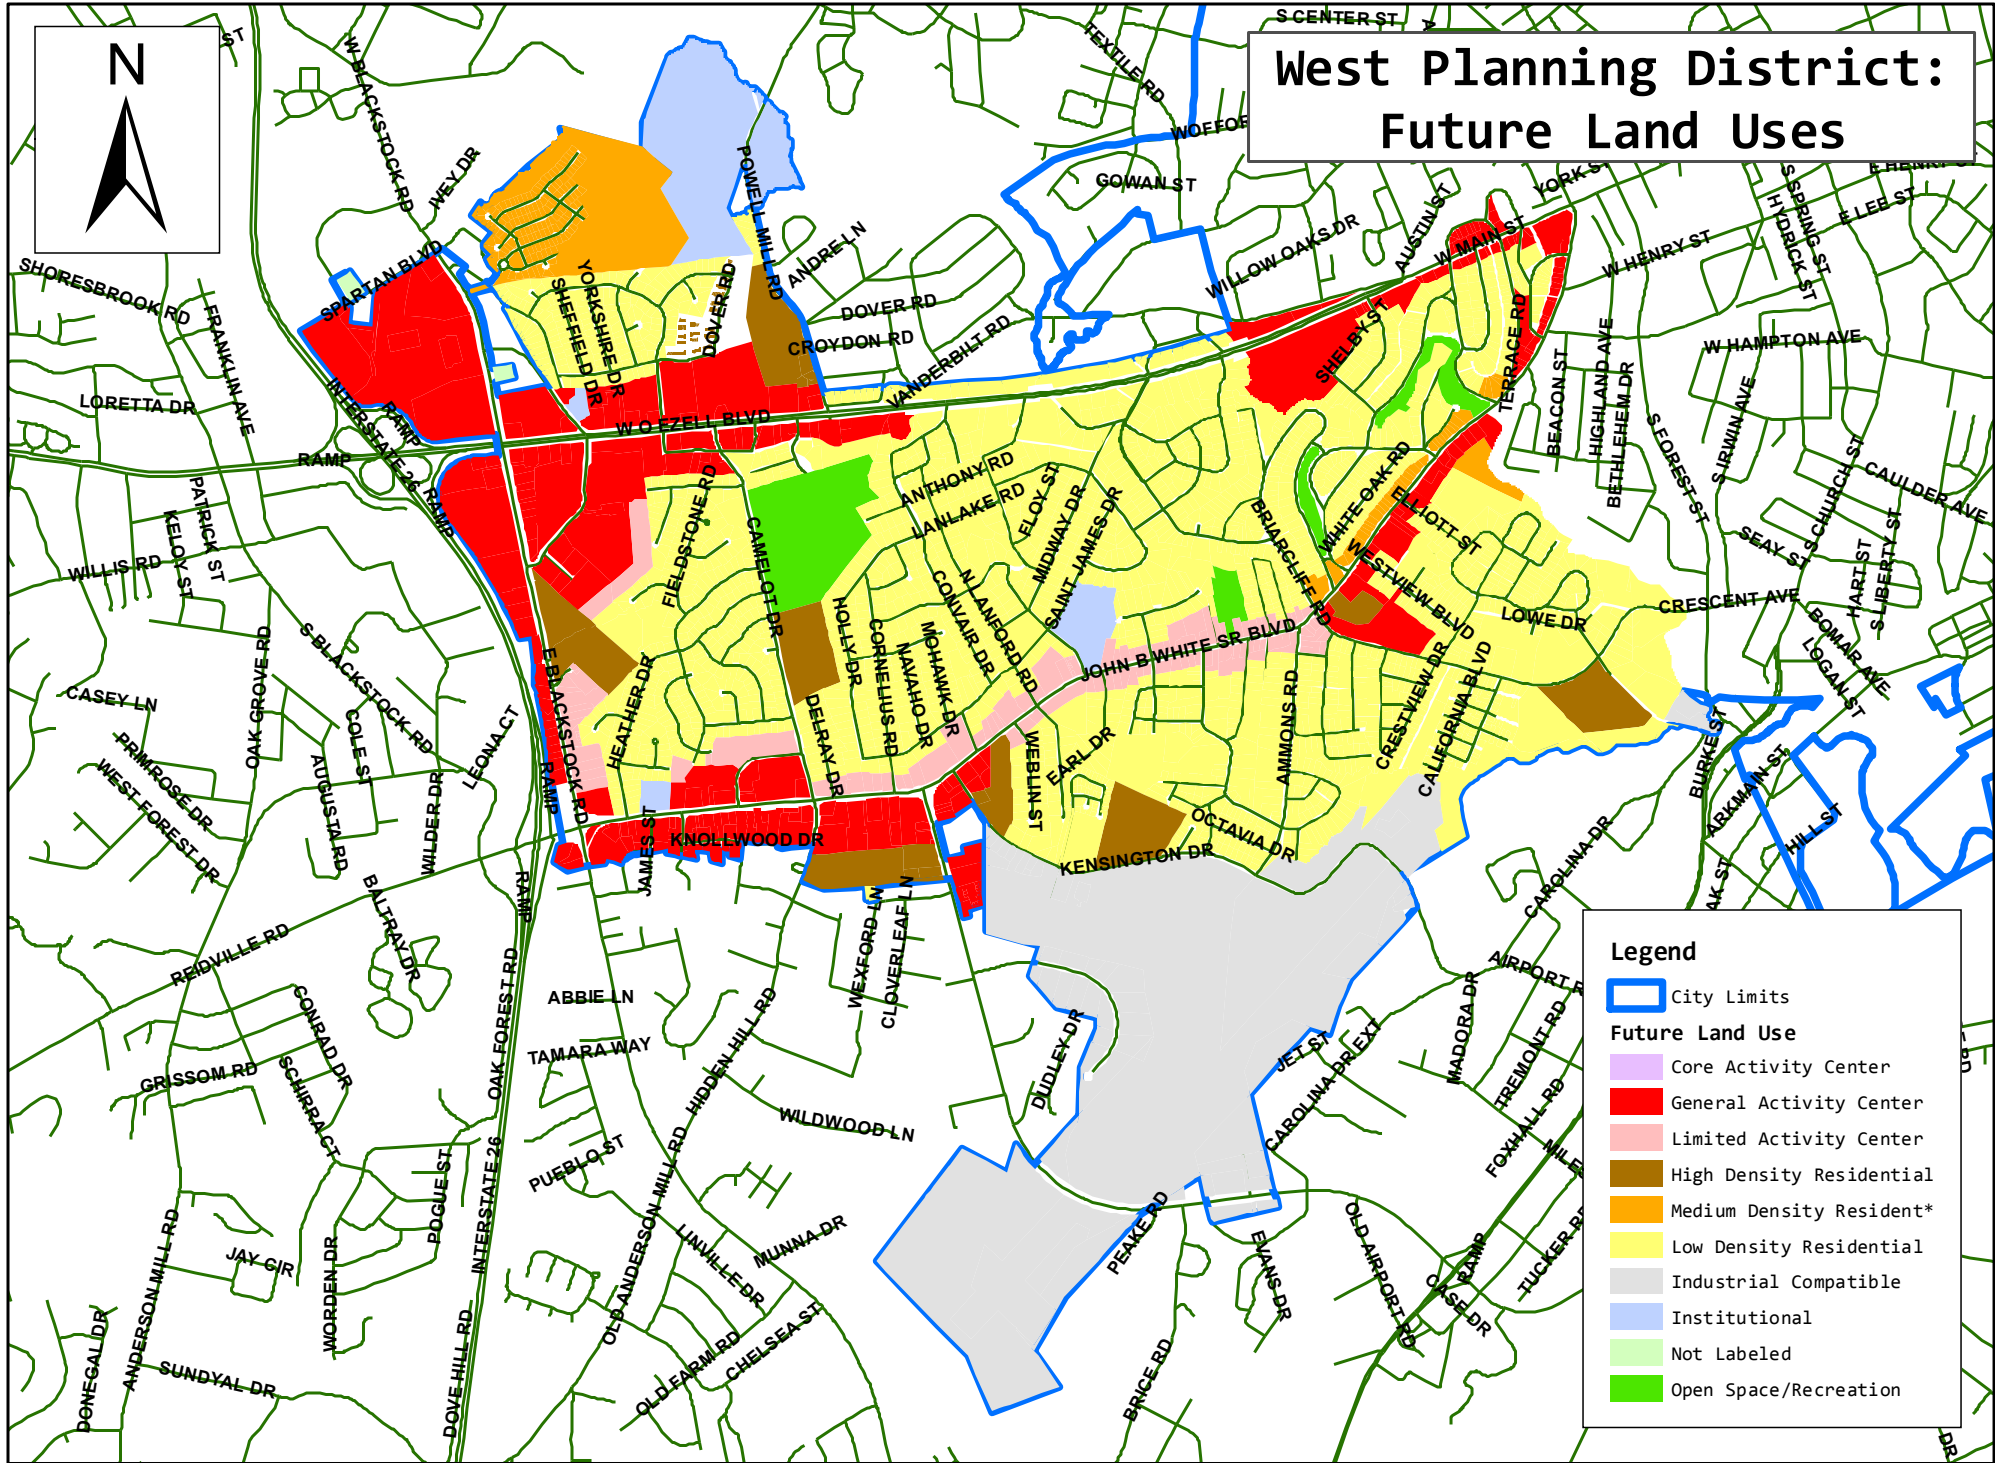 N
West Planning District:
Future Land Uses
S CENTER ST
TEXTILE RD
W BLACKSTOCK RD
IVEY DR
POWELL MILL RD
GOWAN ST
YORK ST
S SPRING ST
HYDRICK ST
E LEE ST
W HENRY ST
W MAIN ST
AUSTIN ST
WILLOW OAKS DR
ANDRE LN
SPARTAN BLVD
SHORESBROOK RD
FRANKLIN AVE
YORKSHIRE DR
SHEFFIELD DR
DOVER RD
DOVER RD
CROYDON RD
VANDERBILT RD
SHELBY ST
TERRACE RD
BEACON ST
HIGHLAND AVE
BETHLEHEM DR
W HAMPTON AVE
S IRWIN AVE
S FOREST ST
S CHURCH ST
CAULDER AVE
LORETTA DR
INTERSTATE 26
RAMP
RAMP
RAMP
W O EZELL BLVD
ANTHONY RD
LANLAKE RD
FLOY ST
MIDWAY DR
SAINT JAMES DR
BRIARCLIFF RD
WHITE OAK RD
ELLIOTT ST
WESTVIEW BLVD
SEAY ST
HART ST
S LIBERTY ST
PATRICK ST
KELOY ST
WILLIS RD
FIELDSTONE RD
CAMELOT DR
HOLLY DR
CORNELIUS RD
NAVAHO DR
MOHAWK DR
CONVAIR DR
N LANFORD RD
JOHN B WHITE SR BLVD
LOWE DR
CRESCENT AVE
BOMAR AVE
LOGAN ST
CASEY LN
OAK GROVE RD
S BLACKSTOCK RD
COLE ST
AUGUSTA RD
LEONA CT
WILDER DR
E BLACKSTOCK RD
HEATHER DR
DELRAY DR
WEBLIN ST
EARL DR
AMMONS RD
CRESTVIEW DR
CALIFORNIA BLVD
BURKE ST
ARKMAIN ST
HILL ST
PRIMROSE DR
WEST FOREST DR
RAMP
JAMES ST
KNOLLWOOD DR
KENSINGTON DR
OCTAVIA DR
CAROLINA DR
BALTRAY DR
RAMP
REIDVILLE RD
WEXFORD LN
CLOVERLEAF LN
OAK FOREST RD
ABBIE LN
TAMARA WAY
HIDDEN HILL RD
CONRAD DR
SCHIRRA CT
GRISSOM RD
DUDLEY DR
WILDWOOD LN
JET ST
CAROLINA DR EXT
MADORA DR
TREMONT RD
FOXHALL RD
PUEBLO ST
POGUE ST
INTERSTATE 26
OLD ANDERSON MILL RD
ANDERSON MILL RD
JAY CIR
WORDEN DR
LINVILLE DR
MUNNA DR
PEAKE RD
EVANS DR
OLD AIRPORT RD
RAMP
CASE DR
DONEGAL DR
SUNDYAL DR
DOVE HILL RD
OLD FARM RD
CHELSEA ST
BRICE RD
DR
Legend
City Limits
Future Land Use
Core Activity Center
General Activity Center
Limited Activity Center
High Density Residential
Medium Density Resident*
Low Density Residential
Industrial Compatible
Institutional
Not Labeled
Open Space/Recreation